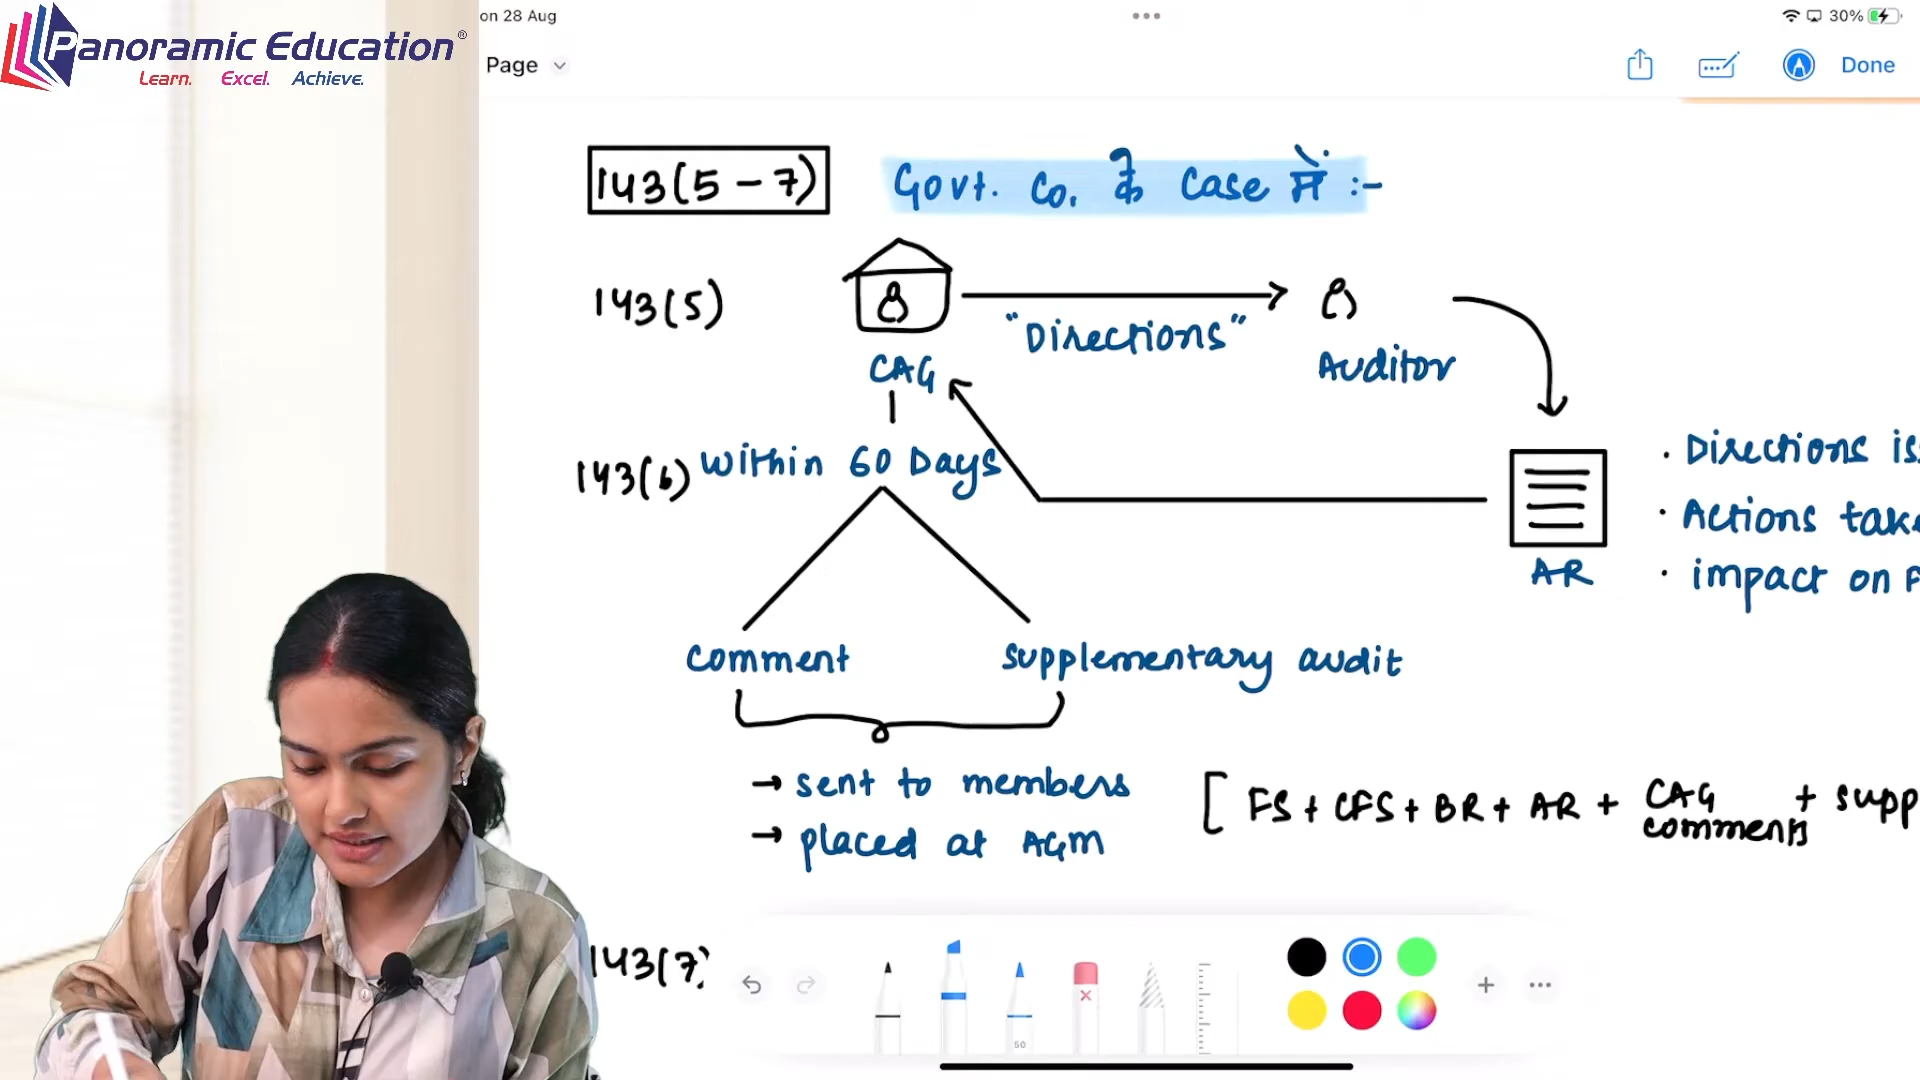 Panoramic Education®
Learn. Excel. Achieve.
on 28 Aug
30%
Page
Done
143(5-7) Govt. Co. के case में :-
143(5)
"Directions"
CAG
Auditor
143(6) within 60 Days
AR
· Directions is
· Actions take
· impact on F
comment
supplementary audit
→ sent to members
→ placed at AGM
[ FS + CFS + BR + AR + CAG comments + supp
143(7)
50